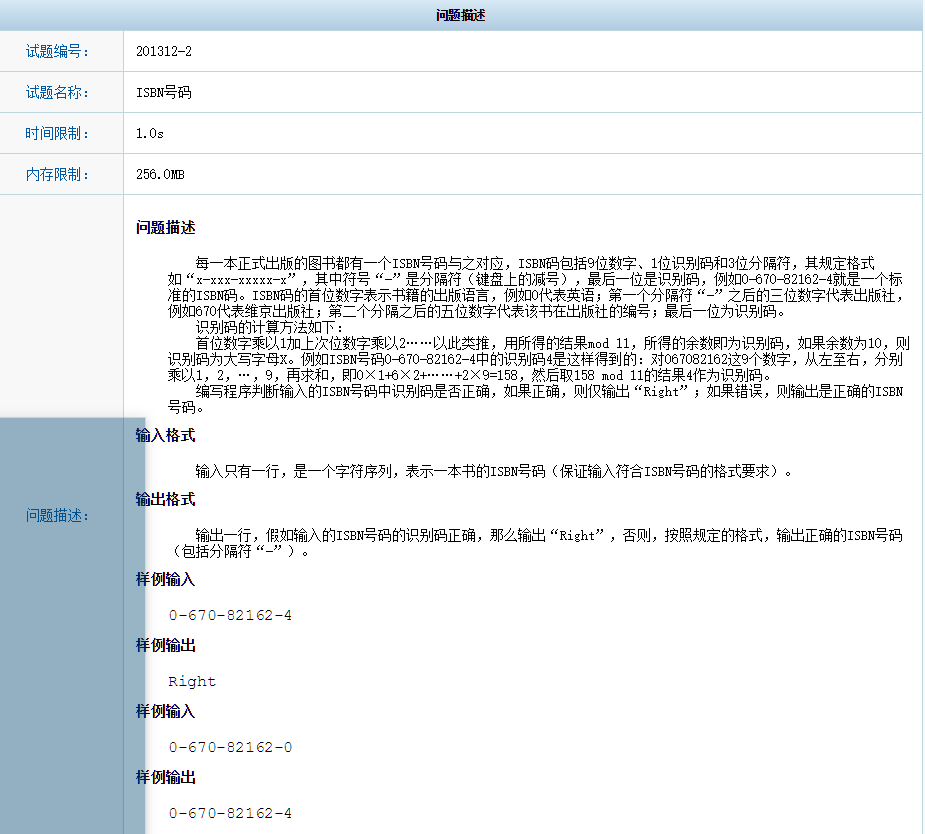 问题描述
试题编号： 201312-2
试题名称： ISBN号码
时间限制： 1.0s
内存限制： 256.0MB
问题描述：
问题描述
每一本正式出版的图书都有一个ISBN号码与之对应，ISBN码包括9位数字、1位识别码和3位分隔符，其规定格式
如“x-xxx-xxxxx-x”，其中符号“-”是分隔符（键盘上的减号），最后一位是识别码，例如0-670-82162-4就是一个标
准的ISBN码。ISBN码的首位数字表示书籍的出版语言，例如0代表英语；第一个分隔符“-”之后的三位数字代表出版社，
例如670代表维京出版社；第二个分隔之后的五位数字代表该书在出版社的编号；最后一位为识别码。
识别码的计算方法如下：
首位数字乘以1加上次位数字乘以2……以此类推，用所得的结果mod 11，所得的余数即为识别码，如果余数为10，则
识别码为大写字母X。例如ISBN号码0-670-82162-4中的识别码4是这样得到的：对067082162这9个数字，从左至右，分别
乘以1，2，…，9，再求和，即0×1+6×2+……+2×9=158，然后取158 mod 11的结果4作为识别码。
编写程序判断输入的ISBN号码中识别码是否正确，如果正确，则仅输出“Right”；如果错误，则输出是正确的ISBN
号码。
输入格式
输入只有一行，是一个字符序列，表示一本书的ISBN号码（保证输入符合ISBN号码的格式要求）。
输出格式
输出一行，假如输入的ISBN号码的识别码正确，那么输出“Right”，否则，按照规定的格式，输出正确的ISBN号码
（包括分隔符“-”）。
样例输入
0-670-82162-4
样例输出
Right
样例输入
0-670-82162-0
样例输出
0-670-82162-4